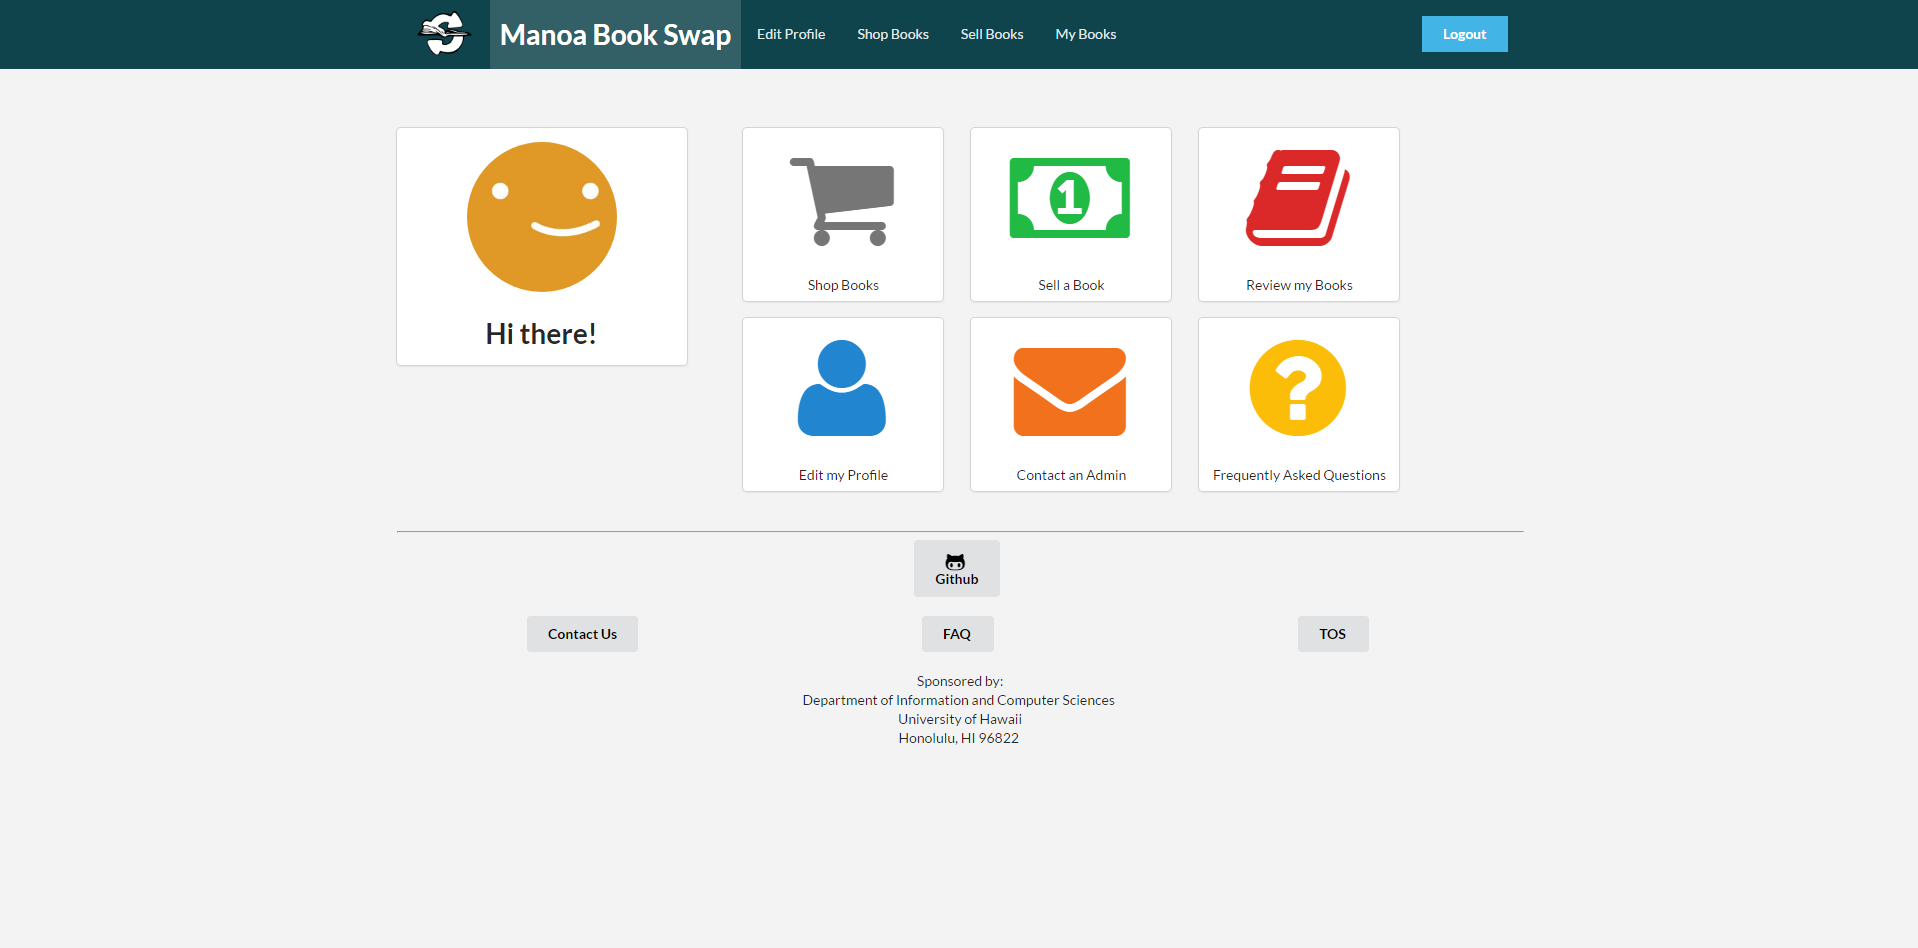 Manoa Book Swap
Edit Profile
Shop Books
Sell Books
My Books
Logout
Hi there!
1
Shop Books
Sell a Book
Review my Books
?
Edit my Profile
Contact an Admin
Frequently Asked Questions
Github
Contact Us
FAQ
TOS
Sponsored by:
Department of Information and Computer Sciences
University of Hawaii
Honolulu, HI 96822